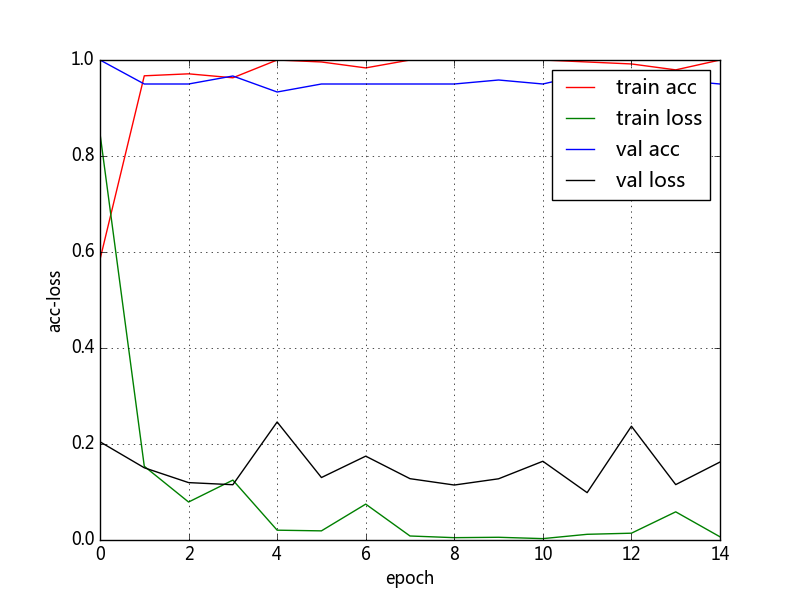 1.0
0.8
0.6
0.4
0.2
0.0
acc-loss
train acc
train loss
val acc
val loss
0 2 4 6 8 10 12 14
epoch